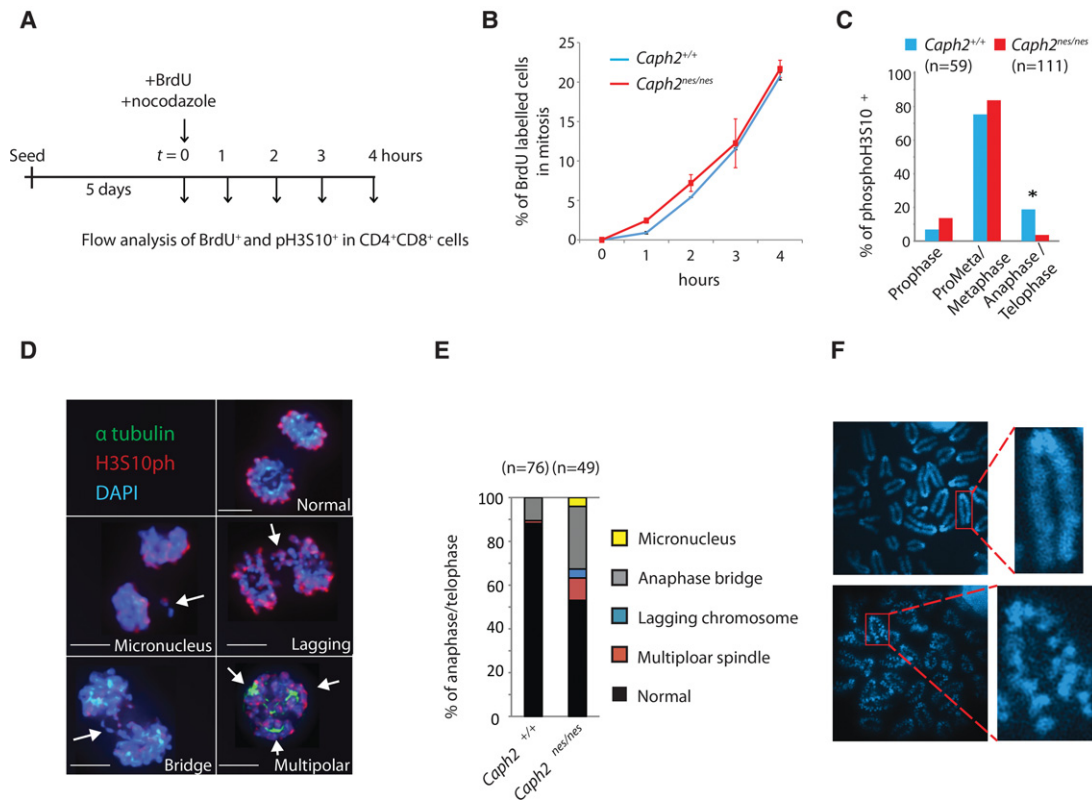 A
+BrdU
+nocodazole
Seed
t = 0
1
2
3
4 hours
5 days
Flow analysis of BrdU+ and pH3S10+ in CD4+CD8+ cells
B
% of BrdU labelled cells
in mitosis
25
20
15
10
5
0
Caph2+/+
Caph2nes/nes
0
1
2
3
4
hours
C
Caph2+/+
(n=59)
Caph2nes/nes
(n=111)
% of phosphoH3S10 +
100
80
60
40
20
0
*
Prophase
ProMeta/
Metaphase
Anaphase /
Telophase
D
α tubulin
H3S10ph
DAPI
Normal
Micronucleus
Lagging
Bridge
Multipolar
E
(n=76)
(n=49)
% of anaphase/telophase
100
80
60
40
20
0
Caph2 +/+
Caph2 nes/nes
Micronucleus
Anaphase bridge
Lagging chromosome
Multiploar spindle
Normal
F